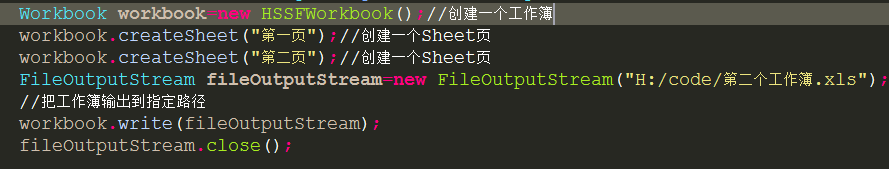 Workbook workbook=new HSSFWorkbook();//创建一个工作簿
workbook.createSheet("第一页");//创建一个Sheet页
workbook.createSheet("第二页");//创建一个Sheet页
FileOutputStream fileOutputStream=new FileOutputStream("H:/code/第二个工作簿.xls");
//把工作簿输出到指定路径
workbook.write(fileOutputStream);
fileOutputStream.close();